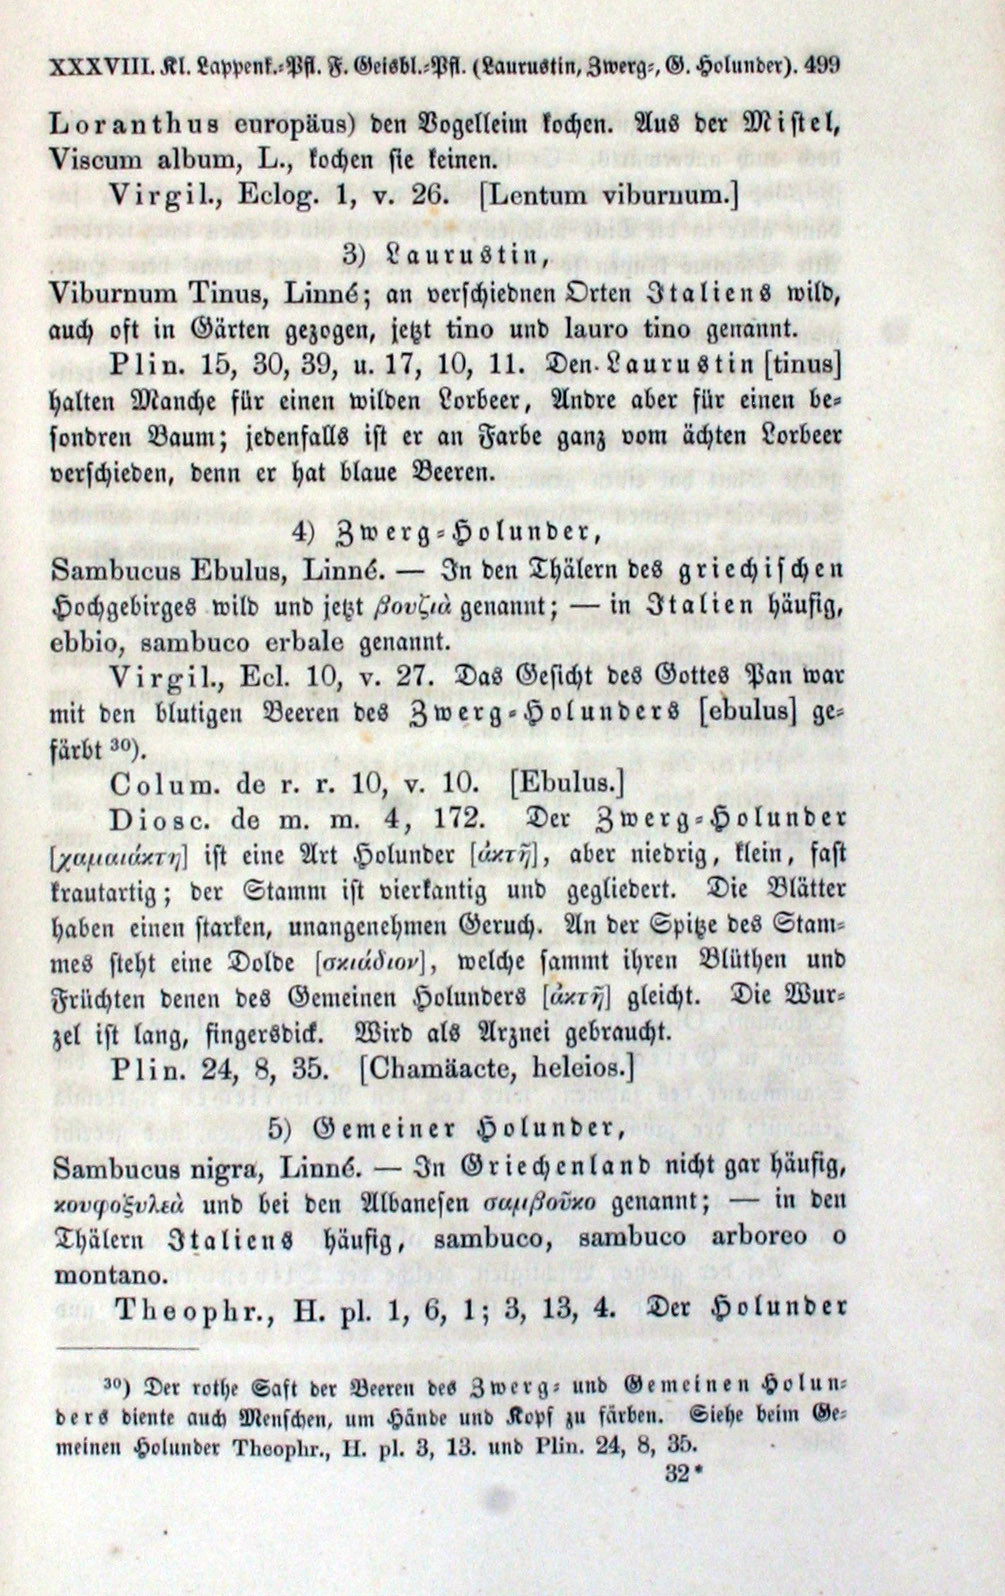 XXXVIII. Kl. Lappenk.-Pfl. F. Geisbl.-Pfl. (Laurustin, Zwerg-, G. Holunder). 499
Loranthus europäus) den Vogelleim kochen. Aus der Mistel,
Viscum album, L., kochen sie keinen.
Virgil., Eclog. 1, v. 26. [Lentum viburnum.]
3) Laurustin,
Viburnum Tinus, Linné; an verschiednen Orten Italiens wild,
auch oft in Gärten gezogen, jetzt tino und lauro tino genannt.
Plin. 15, 30, 39, u. 17, 10, 11. Den Laurustin [tinus]
halten Manche für einen wilden Lorbeer, Andre aber für einen be-
sondren Baum; jedenfalls ist er an Farbe ganz vom ächten Lorbeer
verschieden, denn er hat blaue Beeren.
4) Zwerg-Holunder,
Sambucus Ebulus, Linné. — In den Thälern des griechischen
Hochgebirges wild und jetzt βουζιὰ genannt; — in Italien häufig,
ebbio, sambuco erbale genannt.
Virgil., Ecl. 10, v. 27. Das Gesicht des Gottes Pan war
mit den blutigen Beeren des Zwerg-Holunders [ebulus] ge-
färbt ³⁰).
Colum. de r. r. 10, v. 10. [Ebulus.]
Diosc. de m. m. 4, 172. Der Zwerg-Holunder
[χαμαιάκτη] ist eine Art Holunder [ἀκτῆ], aber niedrig, klein, fast
krautartig; der Stamm ist vierkantig und gegliedert. Die Blätter
haben einen starken, unangenehmen Geruch. An der Spitze des Stam-
mes steht eine Dolde [σκιάδιον], welche sammt ihren Blüthen und
Früchten denen des Gemeinen Holunders [ἀκτῆ] gleicht. Die Wur-
zel ist lang, fingersdick. Wird als Arznei gebraucht.
Plin. 24, 8, 35. [Chamäacte, heleios.]
5) Gemeiner Holunder,
Sambucus nigra, Linné. — In Griechenland nicht gar häufig,
κουφοξυλεὰ und bei den Albanesen σαμβοῦκο genannt; — in den
Thälern Italiens häufig, sambuco, sambuco arboreo o
montano.
Theophr., H. pl. 1, 6, 1; 3, 13, 4. Der Holunder
³⁰) Der rothe Saft der Beeren des Zwerg- und Gemeinen Holun-
ders diente auch Menschen, um Hände und Kopf zu färben. Siehe beim Ge-
meinen Holunder Theophr., H. pl. 3, 13. und Plin. 24, 8, 35.
32*